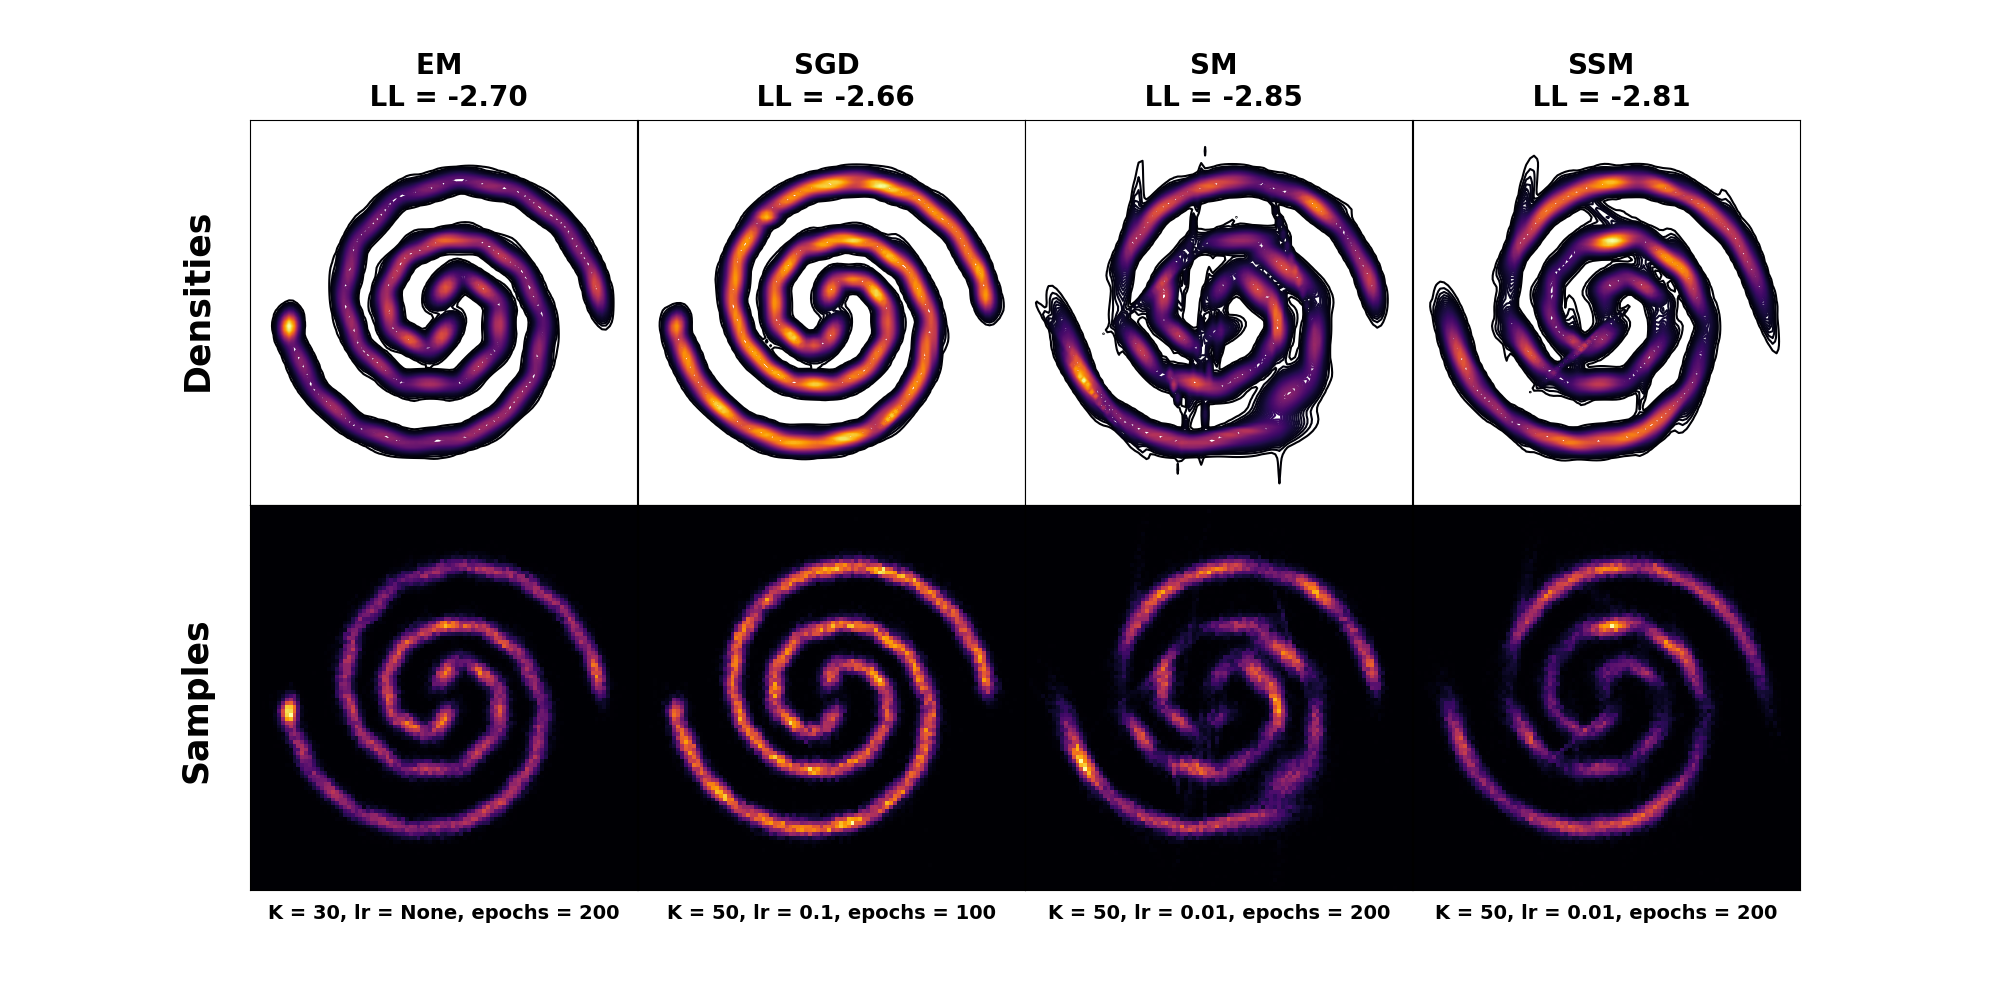 EM
LL = -2.70
SGD
LL = -2.66
SM
LL = -2.85
SSM
LL = -2.81
Densities
Samples
K = 30, lr = None, epochs = 200
K = 50, lr = 0.1, epochs = 100
K = 50, lr = 0.01, epochs = 200
K = 50, lr = 0.01, epochs = 200